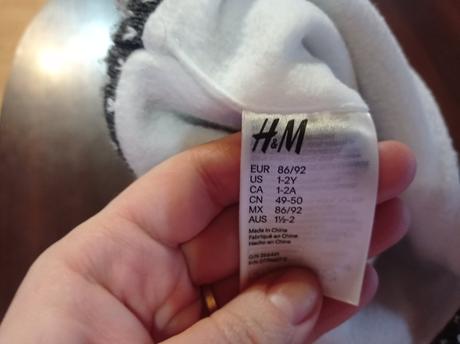 H&M
EUR 86/92
US 1-2Y
CA 1-2A
CN 49-50
MX 86/92
AUS 1½-2
Made in China
Fabriqué en Chine
Hecho en China